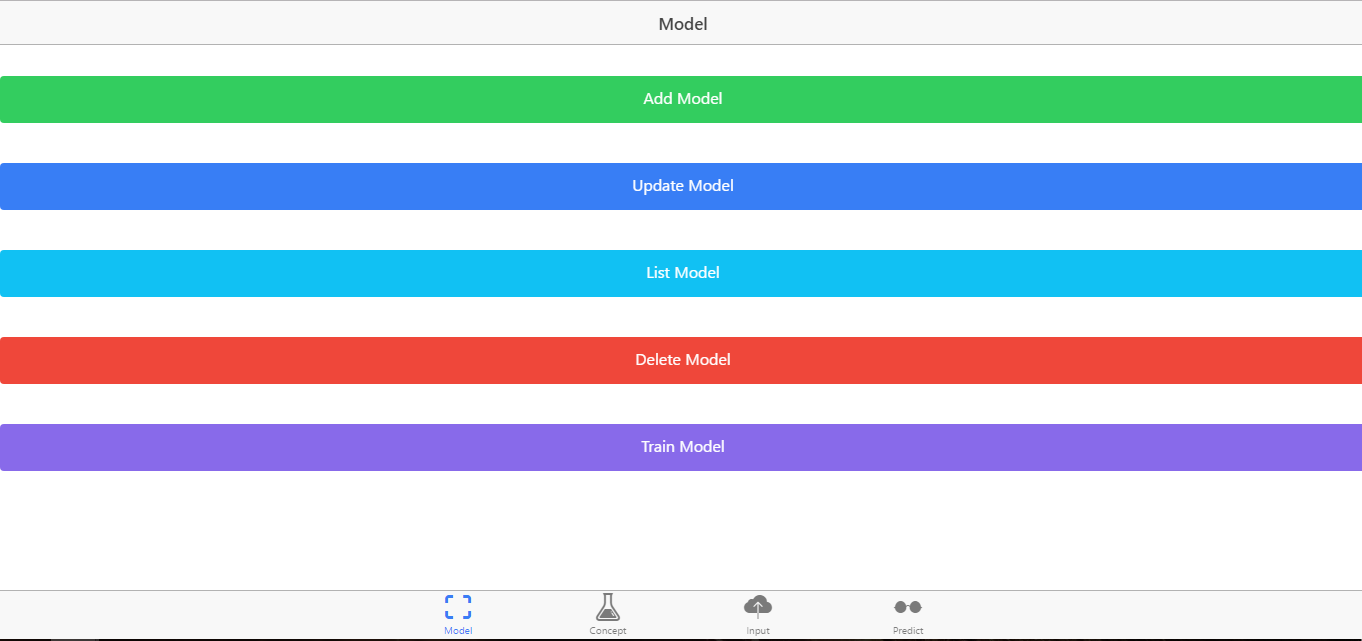 Model
Add Model
Update Model
List Model
Delete Model
Train Model
Model Concept Input Predict